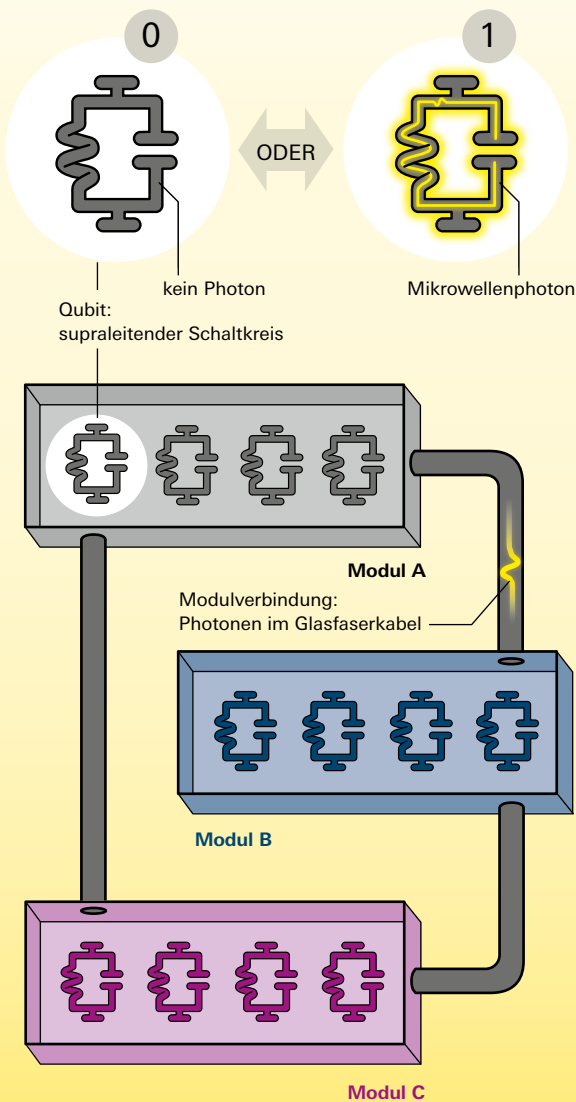 0
1
ODER
kein Photon
Mikrowellenphoton
Qubit:
supraleitender Schaltkreis
Modul A
Modulverbindung:
Photonen im Glasfaserkabel
Modul B
Modul C